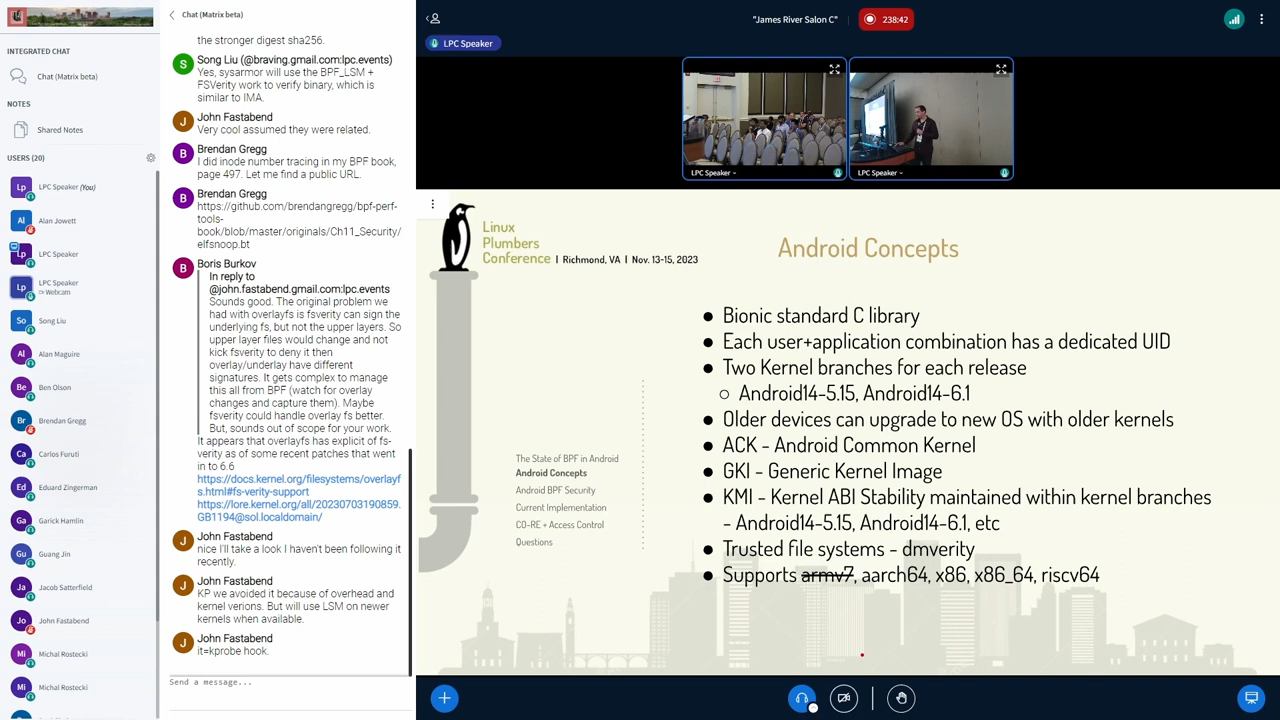 INTEGRATED CHAT
Chat (Matrix beta)
NOTES
Shared Notes
USERS (20)
Lp LPC Speaker (You)
Al Alan Jowett
Lp LPC Speaker
Lp LPC Speaker
Webcam
So Song Liu
Al Alan Maguire
Be Ben Olson
Br Brendan Gregg
Ca Carlos Furuti
Ed Eduard Zingerman
Ga Garick Hamlin
Gu Guang Jin
Ja Jacob Satterfield
Jo John Fastabend
Mi Michal Rostecki
Mi Michal Rostecki
Chat (Matrix beta)
the stronger digest sha256.
S Song Liu (@braving.gmail.com:lpc.events)
Yes, sysarmor will use the BPF_LSM +
FSVerity work to verify binary, which is
similar to IMA.
J John Fastabend
Very cool assumed they were related.
B Brendan Gregg
I did inode number tracing in my BPF book,
page 497. Let me find a public URL.
B Brendan Gregg
https://github.com/brendangregg/bpf-perf-
tools-
book/blob/master/originals/Ch11_Security/
elfsnoop.bt
B Boris Burkov
In reply to
@john.fastabend.gmail.com:lpc.events
Sounds good. The original problem we
had with overlayfs is fsverity can sign the
underlying fs, but not the upper layers. So
upper layer files would change and not
kick fsverity to deny it then
overlay/underlay have different
signatures. It gets complex to manage
this all from BPF (watch for overlay
changes and capture them). Maybe
fsverity could handle overlay fs better.
But, sounds out of scope for your work.
It appears that overlayfs has explicit of fs-
verity as of some recent patches that went
in to 6.6
https://docs.kernel.org/filesystems/overlayf
s.html#fs-verity-support
https://lore.kernel.org/all/20230703190859.
GB1194@sol.localdomain/
J John Fastabend
nice I'll take a look I haven't been following it
recently.
J John Fastabend
KP we avoided it because of overhead and
kernel verions. But will use LSM on newer
kernels when available.
J John Fastabend
it=kprobe hook.
Send a message...
"James River Salon C"
238:42
LPC Speaker
LPC Speaker
LPC Speaker
Linux
Plumbers
Conference | Richmond, VA | Nov. 13-15, 2023
Android Concepts
● Bionic standard C library
● Each user+application combination has a dedicated UID
● Two Kernel branches for each release
○ Android14-5.15, Android14-6.1
● Older devices can upgrade to new OS with older kernels
● ACK - Android Common Kernel
● GKI - Generic Kernel Image
● KMI - Kernel ABI Stability maintained within kernel branches
- Android14-5.15, Android14-6.1, etc
● Trusted file systems - dmverity
● Supports armv7, aarch64, x86, x86_64, riscv64
The State of BPF in Android
Android Concepts
Android BPF Security
Current Implementation
CO-RE + Access Control
Questions